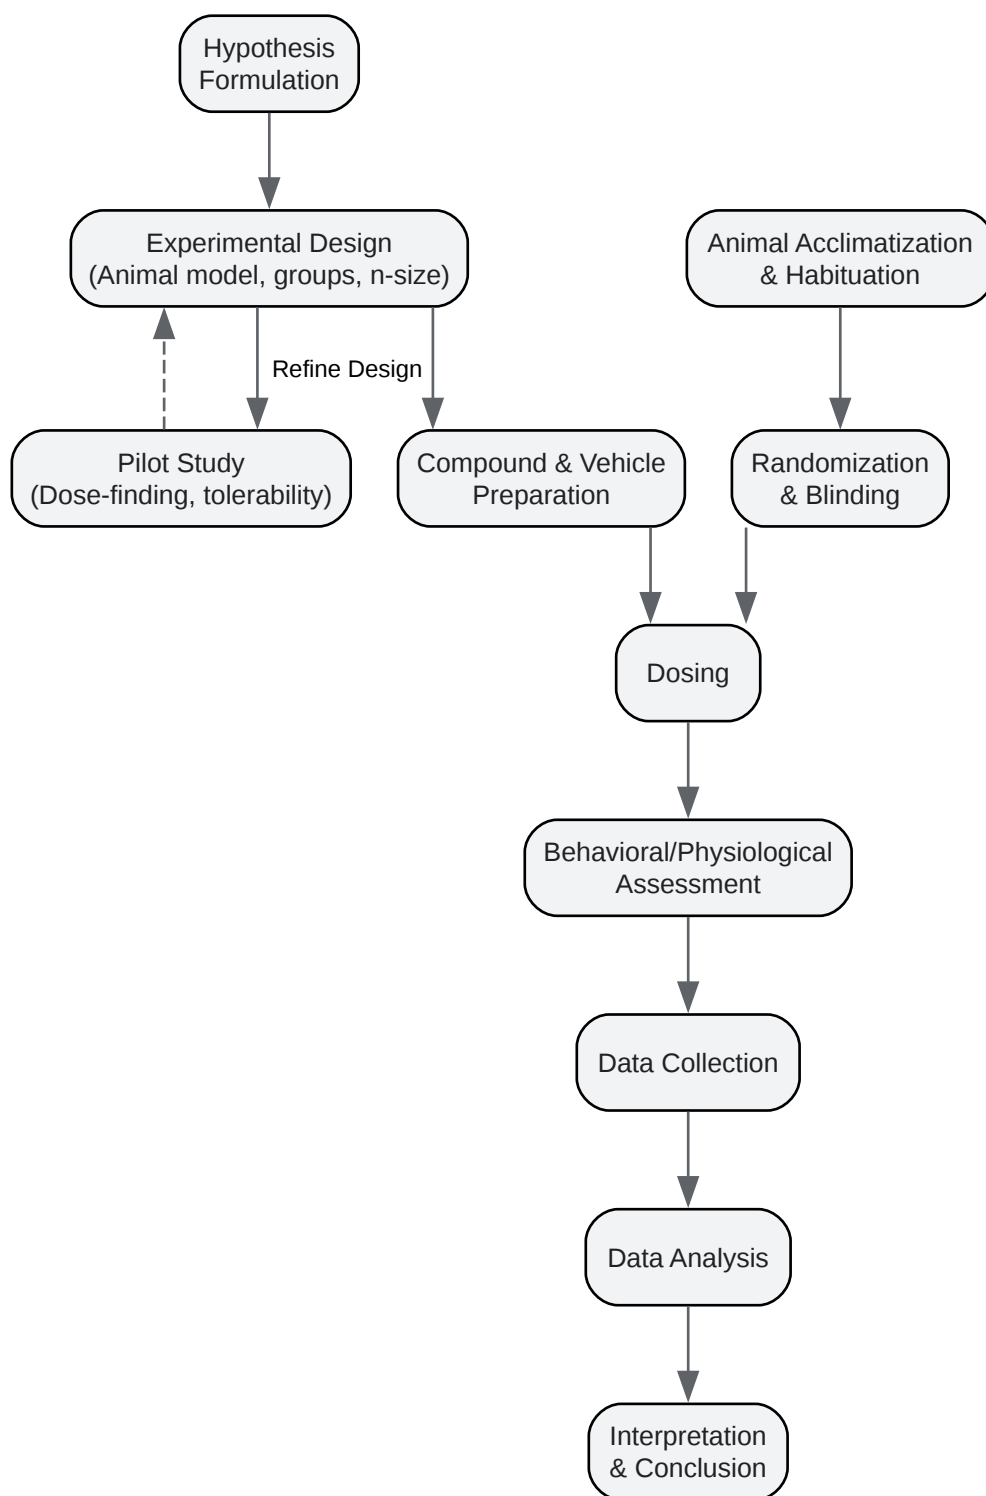 Hypothesis
Formulation
Experimental Design
(Animal model, groups, n-size)
Animal Acclimatization
& Habituation
Refine Design
Pilot Study
(Dose-finding, tolerability)
Compound & Vehicle
Preparation
Randomization
& Blinding
Dosing
Behavioral/Physiological
Assessment
Data Collection
Data Analysis
Interpretation
& Conclusion